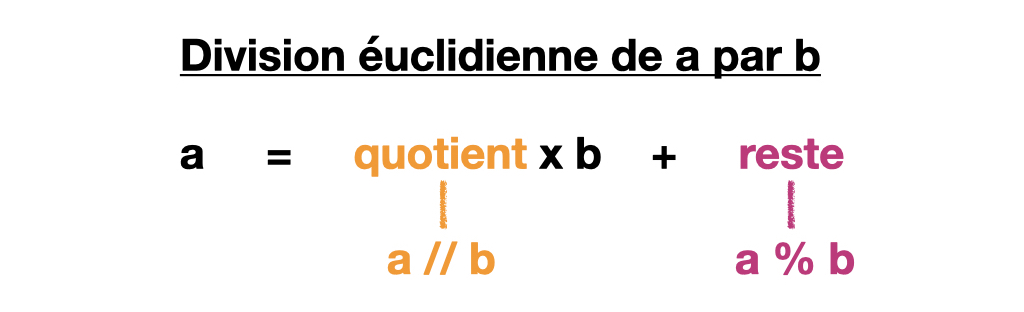 Division éuclidienne de a par b
a = quotient x b + reste
a // b a % b